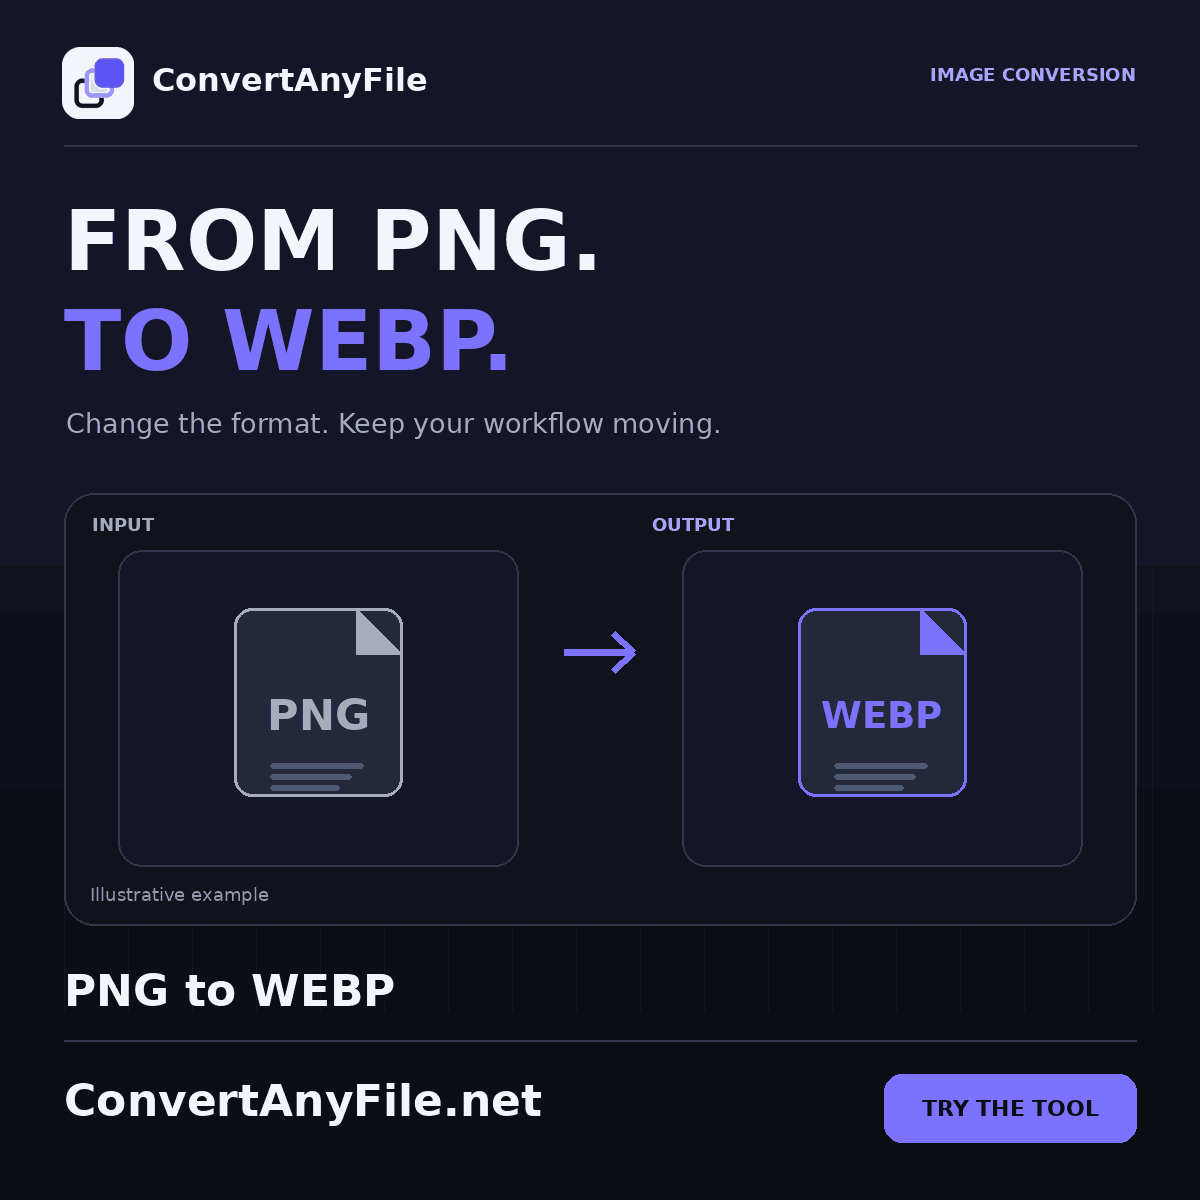 ConvertAnyFile
IMAGE CONVERSION
FROM PNG.
TO WEBP.
Change the format. Keep your workflow moving.
INPUT
OUTPUT
PNG
WEBP
Illustrative example
PNG to WEBP
ConvertAnyFile.net
TRY THE TOOL